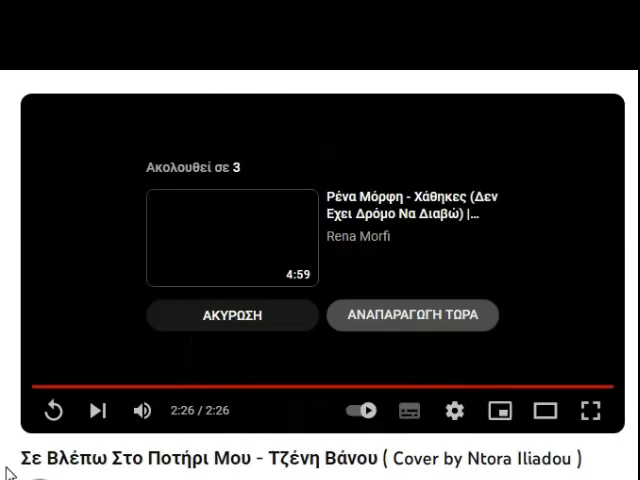 Ακολουθεί σε 3
Ρένα Μόρφη - Χάθηκες (Δεν
Έχει Δρόμο Να Διαβώ) |...
Rena Morfi
4:59
ΑΚΥΡΩΣΗ
ΑΝΑΠΑΡΑΓΩΓΗ ΤΩΡΑ
2:26 / 2:26
Σε Βλέπω Στο Ποτήρι Μου - Τζένη Βάνου ( Cover by Ntora Iliadou )